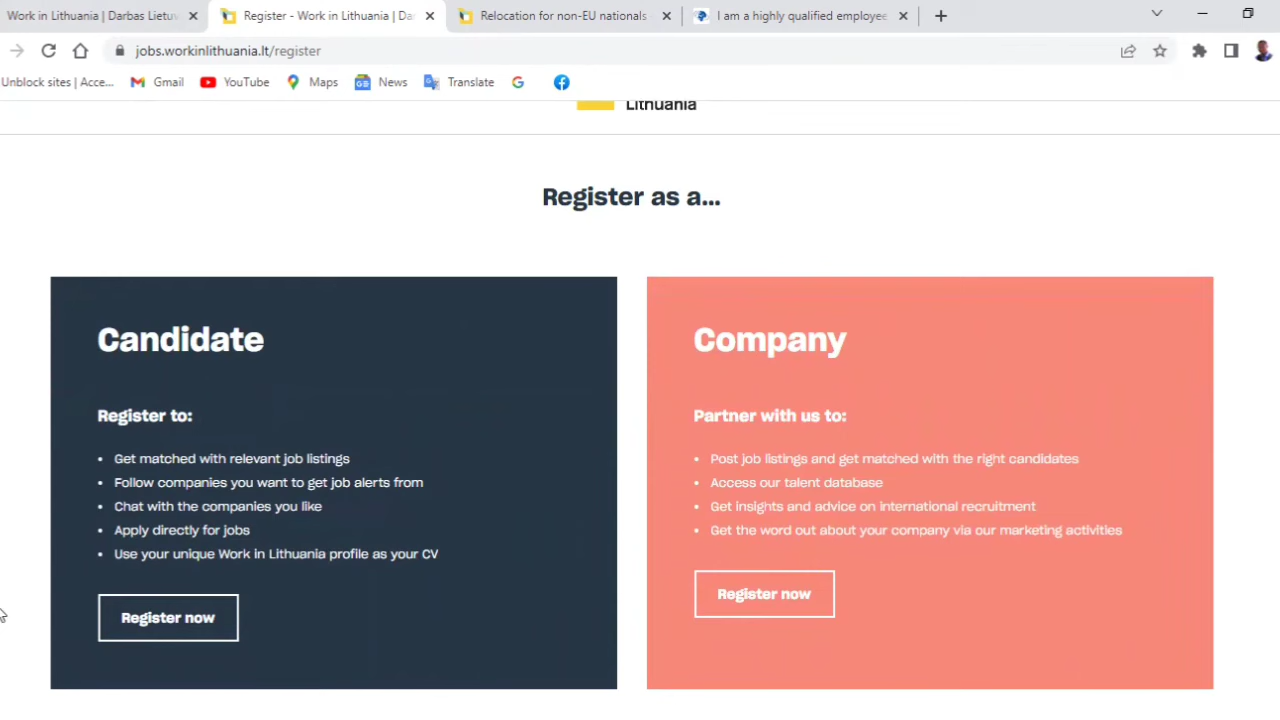 Work in Lithuania | Darbas Lietuv
Register - Work in Lithuania | Da
Relocation for non-EU nationals -
I am a highly qualified employee
jobs.workinlithuania.lt/register
Unblock sites | Acce...
Gmail
YouTube
Maps
News
Translate
Lithuania
Register as a...
Candidate
Register to:
• Get matched with relevant job listings
• Follow companies you want to get job alerts from
• Chat with the companies you like
• Apply directly for jobs
• Use your unique Work in Lithuania profile as your CV
Register now
Company
Partner with us to:
• Post job listings and get matched with the right candidates
• Access our talent database
• Get insights and advice on international recruitment
• Get the word out about your company via our marketing activities
Register now